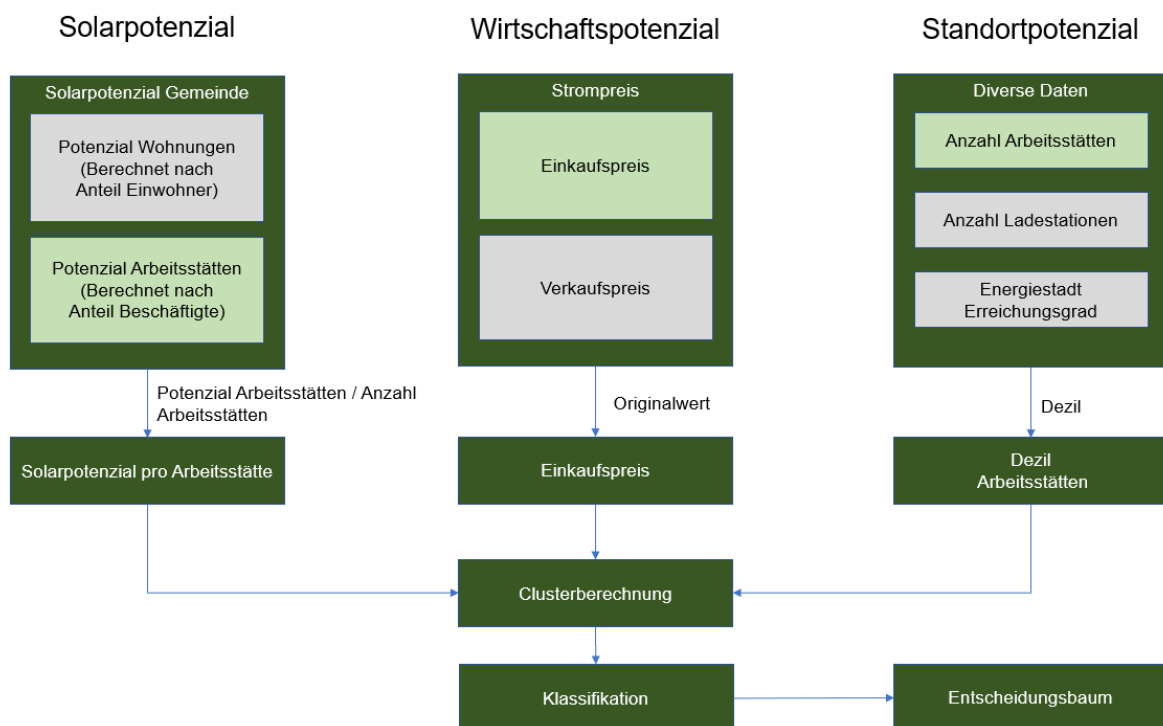 Solarpotenzial
Wirtschaftspotenzial
Standortpotenzial
Solarpotenzial Gemeinde
Potenzial Wohnungen
(Berechnet nach
Anteil Einwohner)
Potenzial Arbeitsstätten
(Berechnet nach
Anteil Beschäftigte)
Strompreis
Einkaufspreis
Verkaufspreis
Diverse Daten
Anzahl Arbeitsstätten
Anzahl Ladestationen
Energiestadt
Erreichungsgrad
Potenzial Arbeitsstätten / Anzahl
Arbeitsstätten
Originalwert
Dezil
Solarpotenzial pro Arbeitsstätte
Einkaufspreis
Dezil
Arbeitsstätten
Clusterberechnung
Klassifikation
Entscheidungsbaum